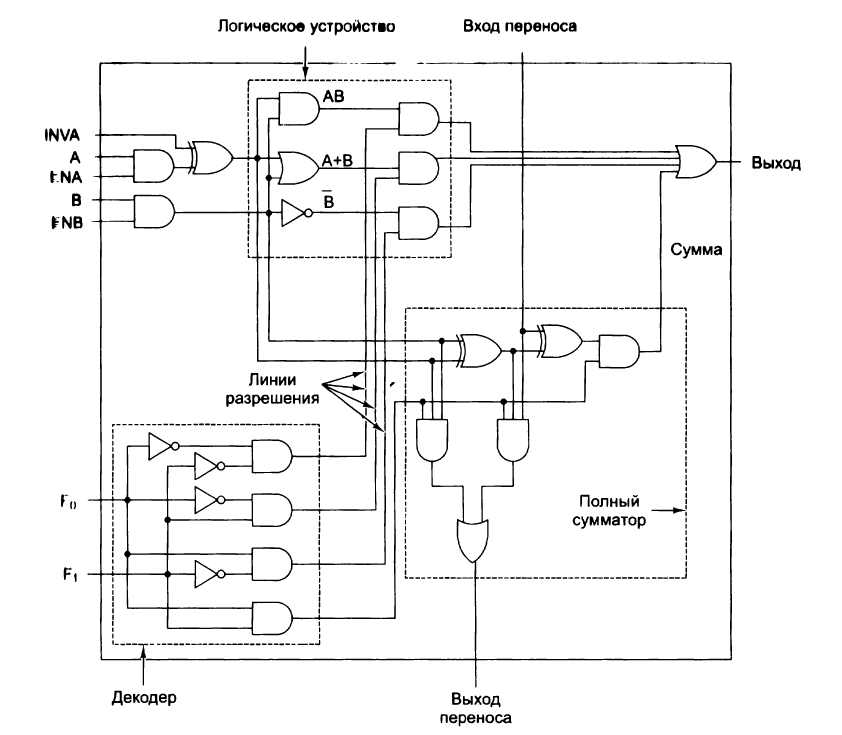 Логическое устройство
Вход переноса
INVA
A
ENA
B
ENB
AB
A+B
B̅
Выход
Сумма
Линии
разрешения
F₀
F₁
Полный
сумматор
Декодер
Выход
переноса